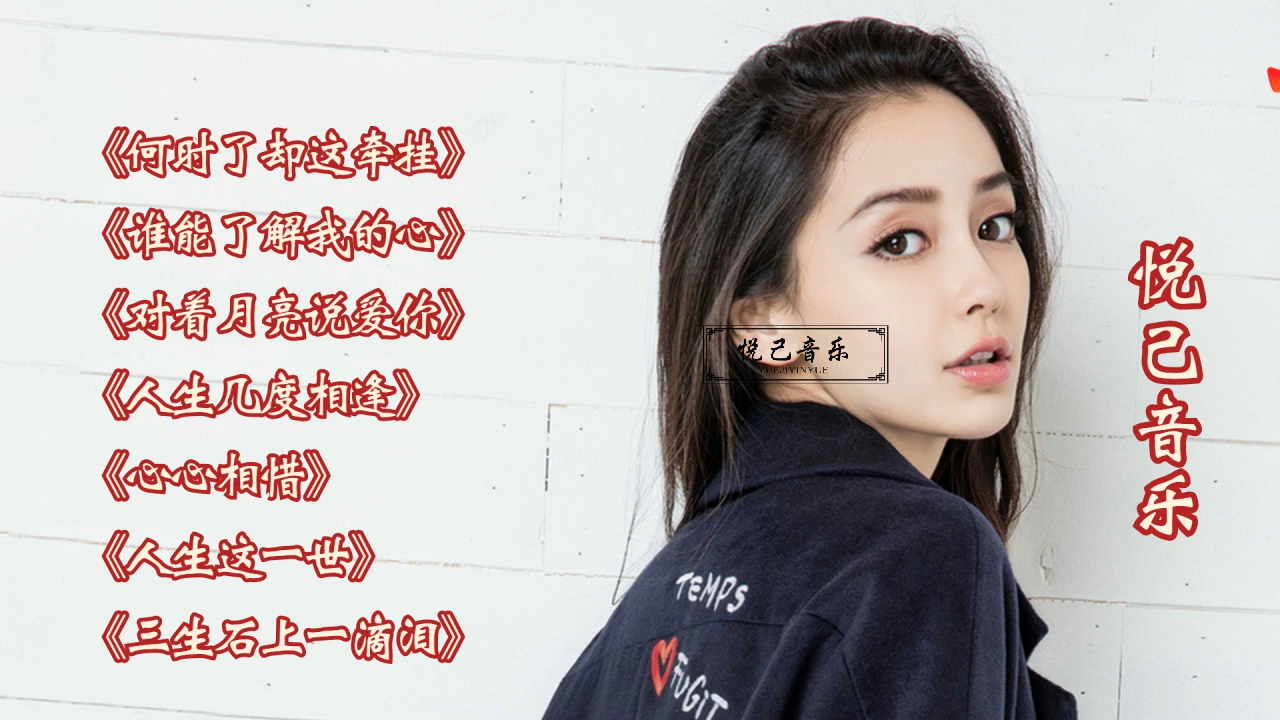 《何时了却这牵挂》
《谁能了解我的心》
《对着月亮说爱你》
《人生几度相逢》
《心心相惜》
《人生这一世》
《三生石上一滴泪》
悦己音乐
YUEJIYINYUE
TEMPS
FUGIT
悦己音乐